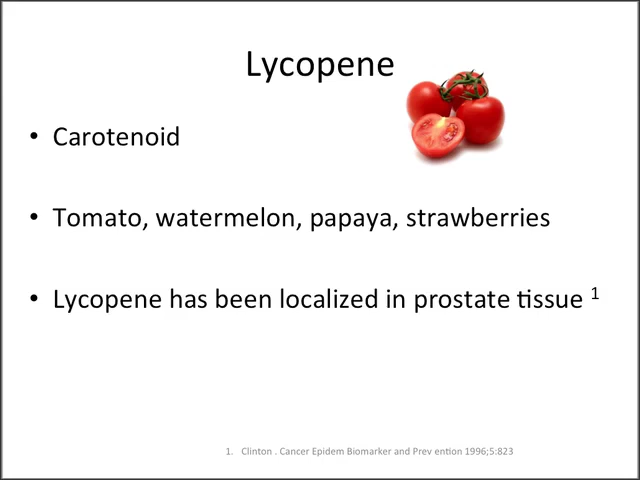 Lycopene
• Carotenoid
• Tomato, watermelon, papaya, strawberries
• Lycopene has been localized in prostate tissue 1
1. Clinton . Cancer Epidem Biomarker and Prev ention 1996;5:823